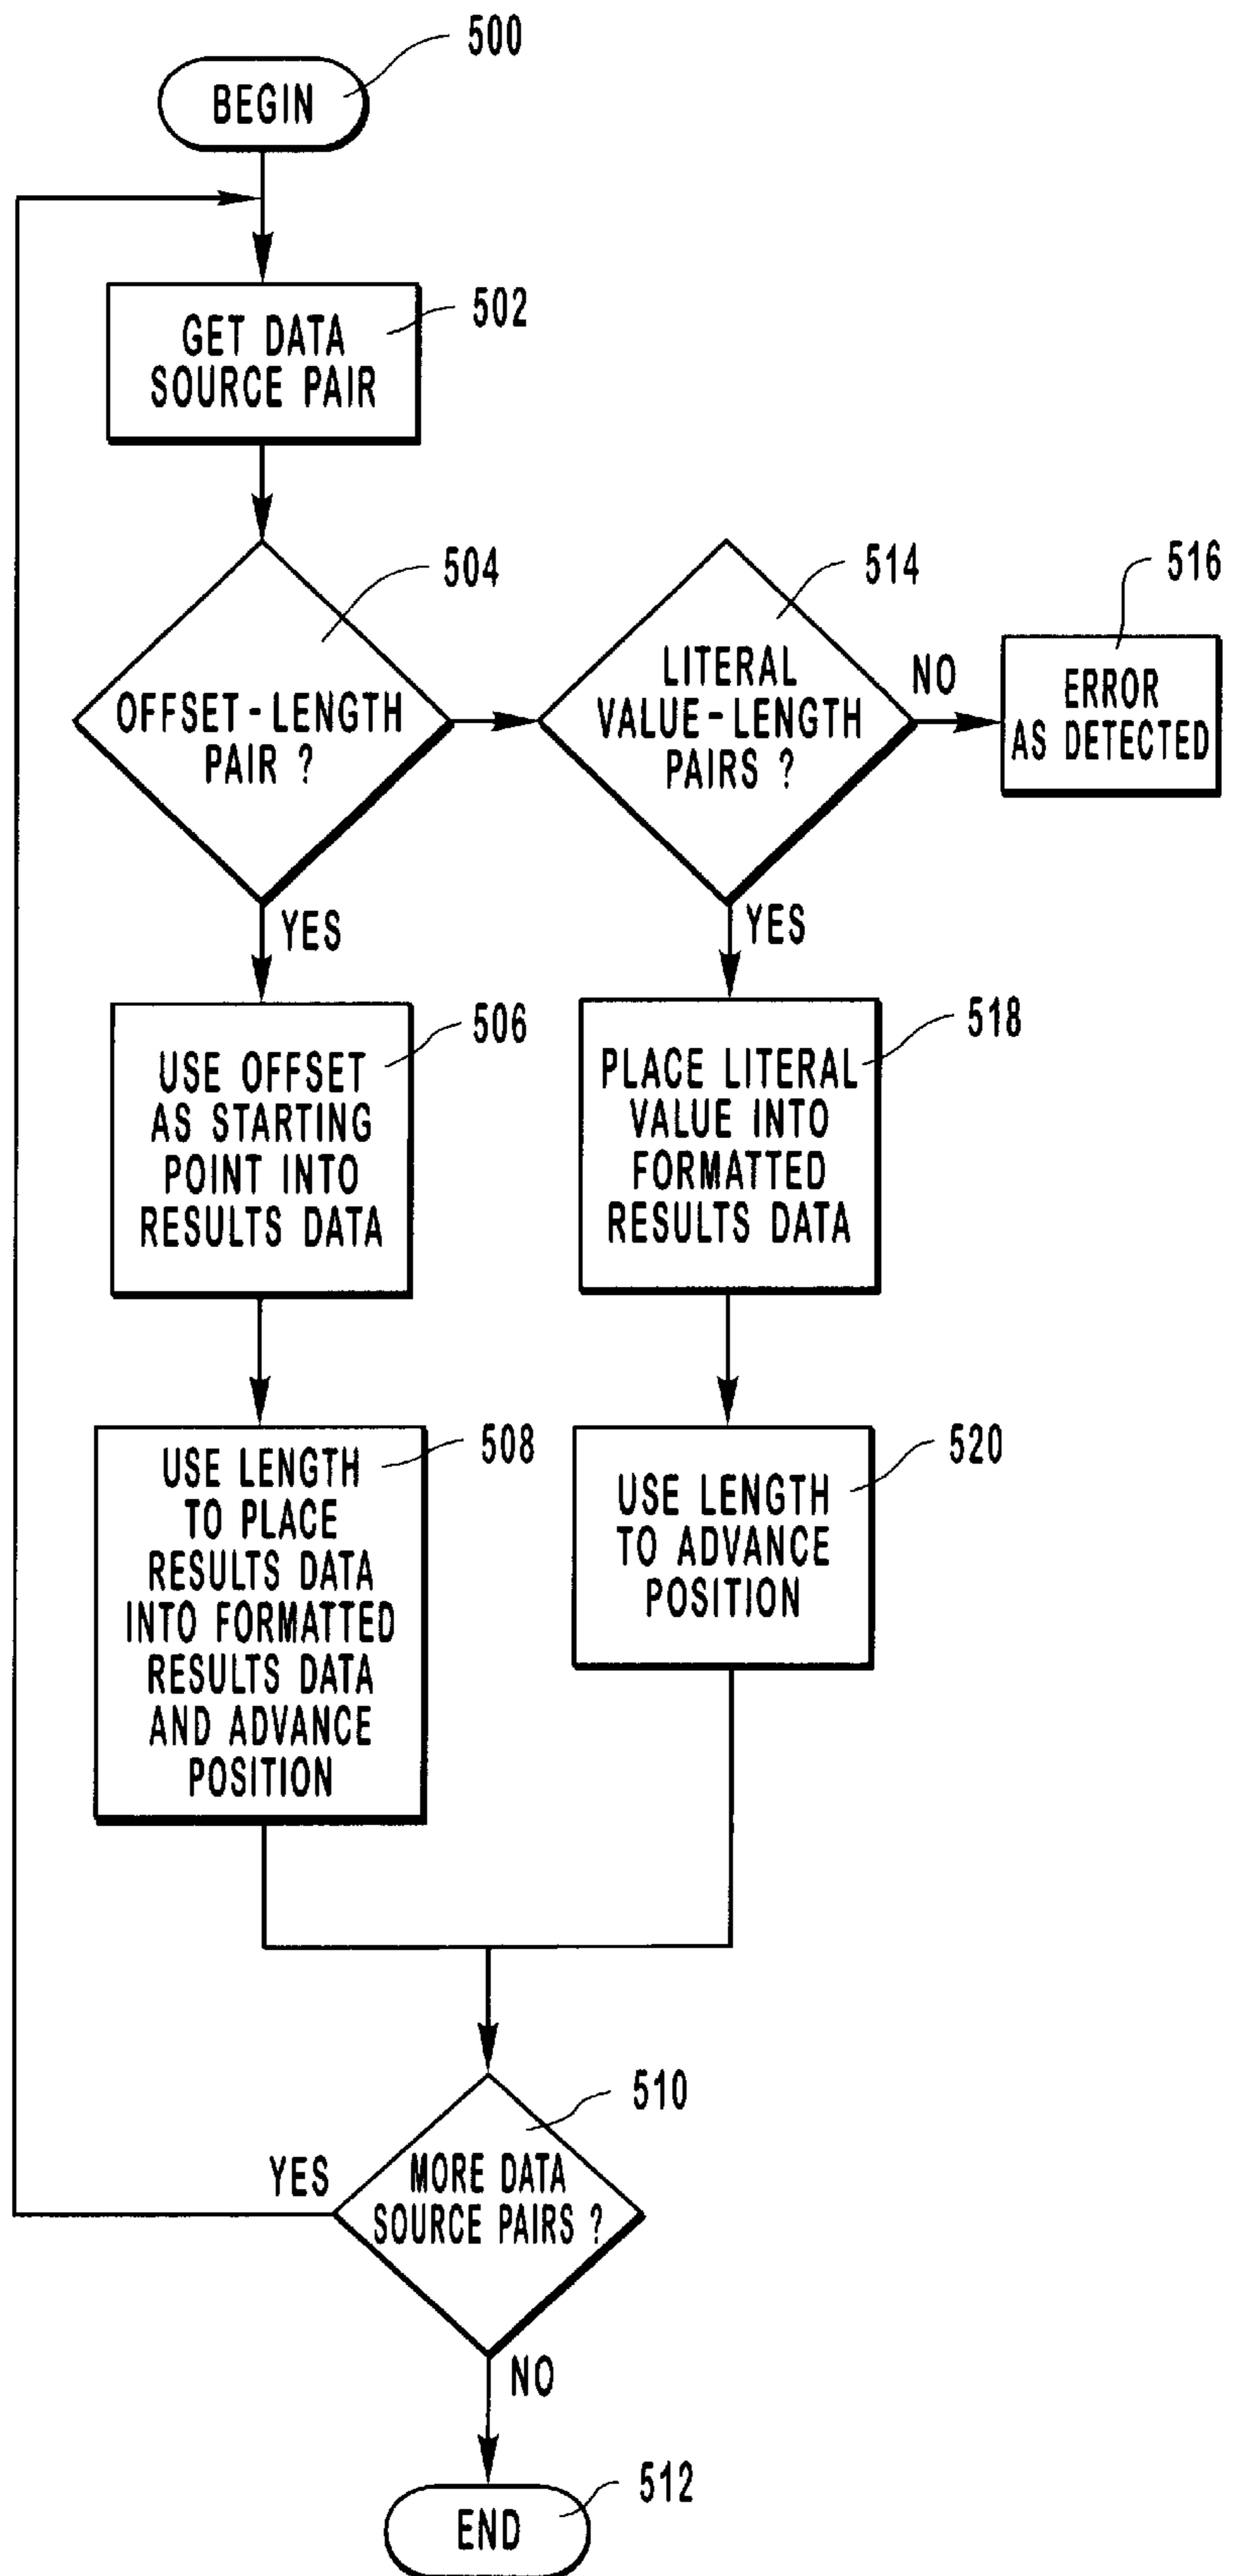 500
BEGIN
502
GET DATA
SOURCE PAIR
504
OFFSET-LENGTH
PAIR ?
514
LITERAL
VALUE-LENGTH
PAIRS ?
NO
516
ERROR
AS DETECTED
YES
YES
506
USE OFFSET
AS STARTING
POINT INTO
RESULTS DATA
518
PLACE LITERAL
VALUE INTO
FORMATTED
RESULTS DATA
508
USE LENGTH
TO PLACE
RESULTS DATA
INTO FORMATTED
RESULTS DATA
AND ADVANCE
POSITION
520
USE LENGTH
TO ADVANCE
POSITION
510
YES
MORE DATA
SOURCE PAIRS ?
NO
512
END